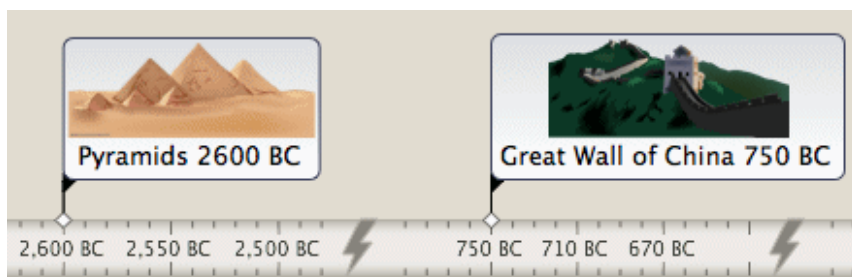 Pyramids 2600 BC
Great Wall of China 750 BC
2,600 BC 2,550 BC 2,500 BC 750 BC 710 BC 670 BC